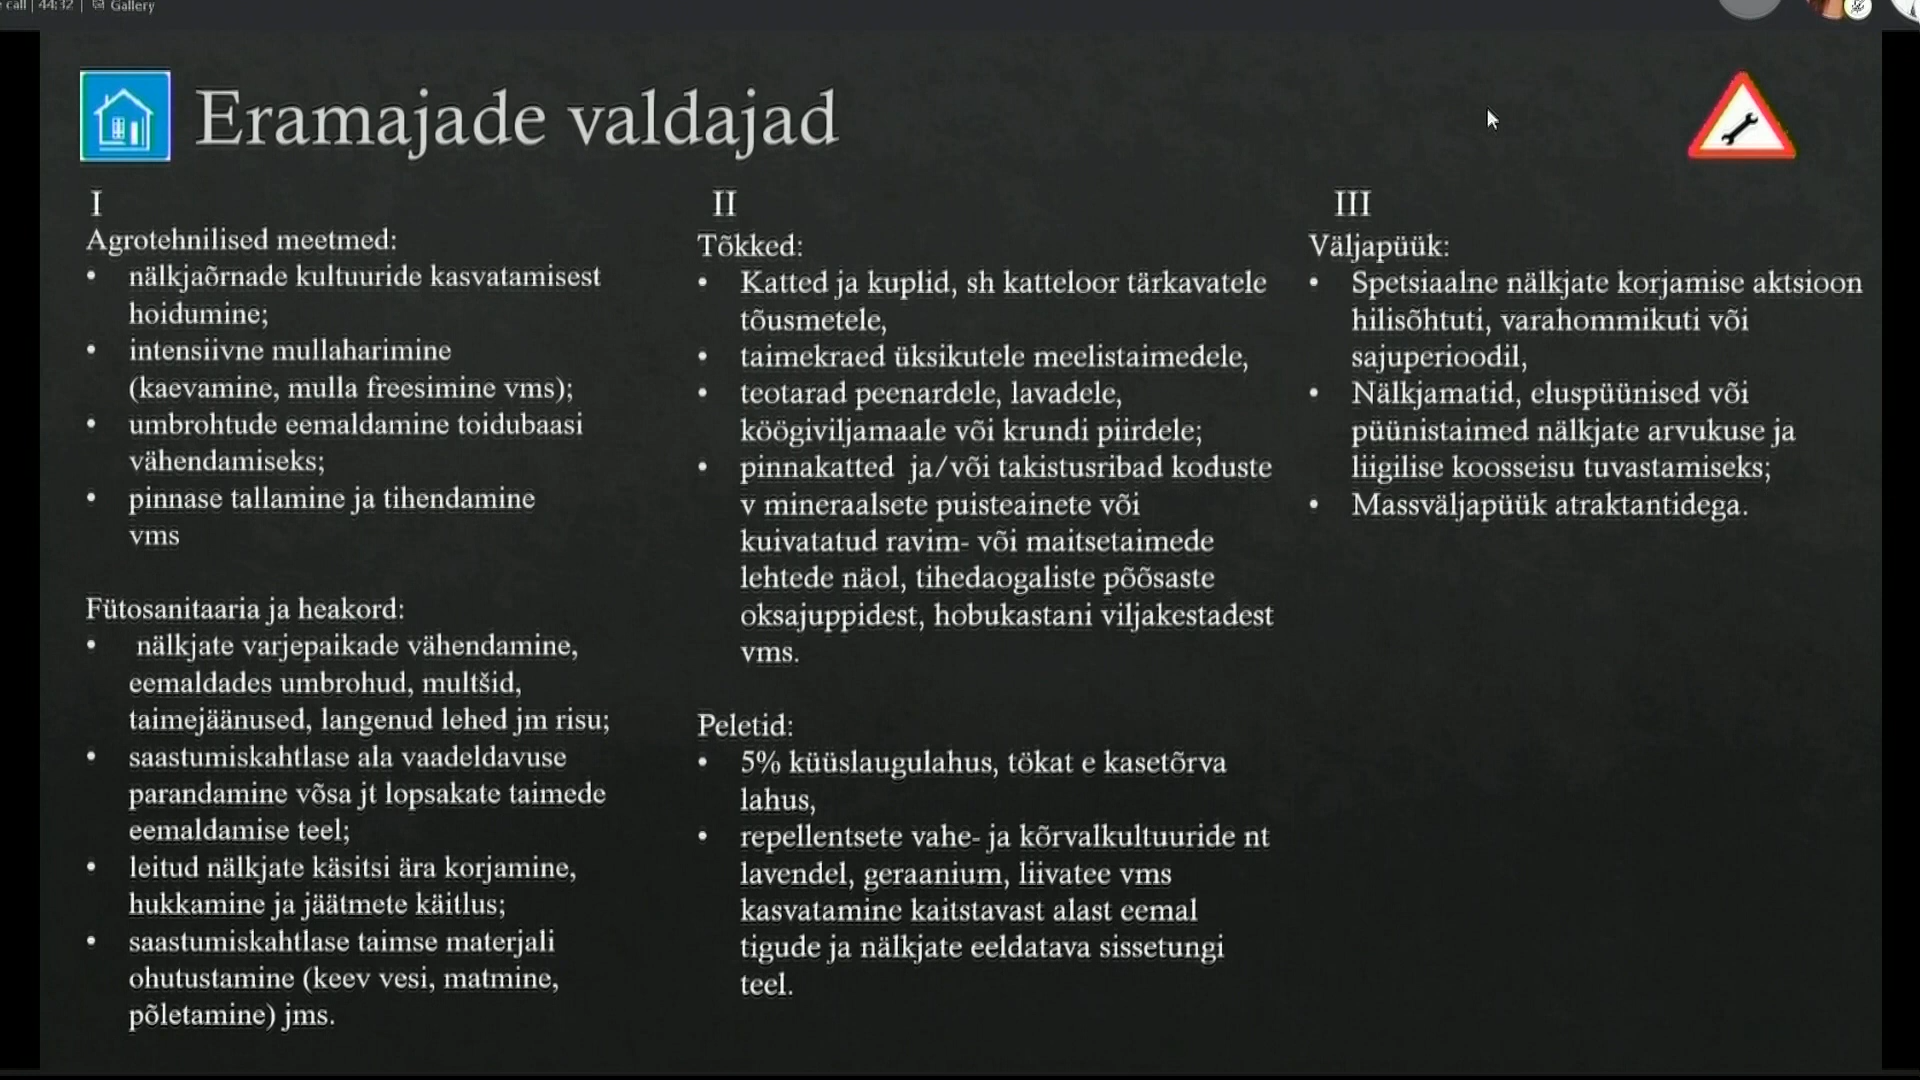 call | 44:32 | Gallery
Eramajade valdajad
I
Agrotehnilised meetmed:
• nälkjaõrnade kultuuride kasvatamisest
hoidumine;
• intensiivne mullaharimine
(kaevamine, mulla freesimine vms);
• umbrohtude eemaldamine toidubaasi
vähendamiseks;
• pinnase tallamine ja tihendamine
vms
Fütosanitaaria ja heakord:
• nälkjate varjepaikade vähendamine,
eemaldades umbrohud, multšid,
taimejäänused, langenud lehed jm risu;
• saastumiskahtlase ala vaadeldavuse
parandamine võsa jt lopsakate taimede
eemaldamise teel;
• leitud nälkjate käsitsi ära korjamine,
hukkamine ja jäätmete käitlus;
• saastumiskahtlase taimse materjali
ohutustamine (keev vesi, matmine,
põletamine) jms.
II
Tõkked:
• Katted ja kuplid, sh katteloor tärkavatele
tõusmetele,
• taimekraed üksikutele meelistaimedele,
• teotarad peenardele, lavadele,
köögiviljamaale või krundi piirdele;
• pinnakatted ja/või takistusribad koduste
v mineraalsete puisteainete või
kuivatatud ravim- või maitsetaimede
lehtede näol, tihedaogaliste põõsaste
oksajuppidest, hobukastani viljakestadest
vms.
Peletid:
• 5% küüslaugulahus, tökat e kasetõrva
lahus,
• repellentsete vahe- ja kõrvalkultuuride nt
lavendel, geraanium, liivatee vms
kasvatamine kaitstavast alast eemal
tigude ja nälkjate eeldatava sissetungi
teel.
III
Väljapüük:
• Spetsiaalne nälkjate korjamise aktsioon
hilisõhtuti, varahommikuti või
sajuperioodil,
• Nälkjamatid, eluspüünised või
püünistaimed nälkjate arvukuse ja
liigilise koosseisu tuvastamiseks;
• Massväljapüük atraktantidega.